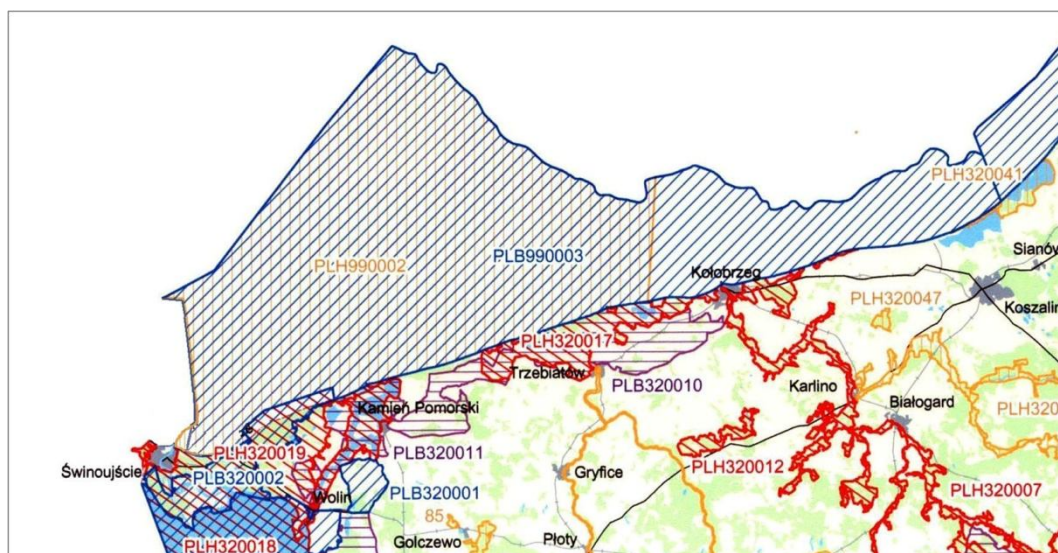 PLH320041
Sianów
PLH990002
PLB990003
Kołobrzeg
PLH320047
Koszalin
PLH320017
Trzebiatów
PLB320010
Karlino
Białogard
PLH320
Kamień Pomorski
PLH320019
PLB320011
Świnoujście
PLB320002
Gryfice
PLH320012
Wolin
PLB320001
PLH320007
85
Golczewo
Płoty
PLH320018